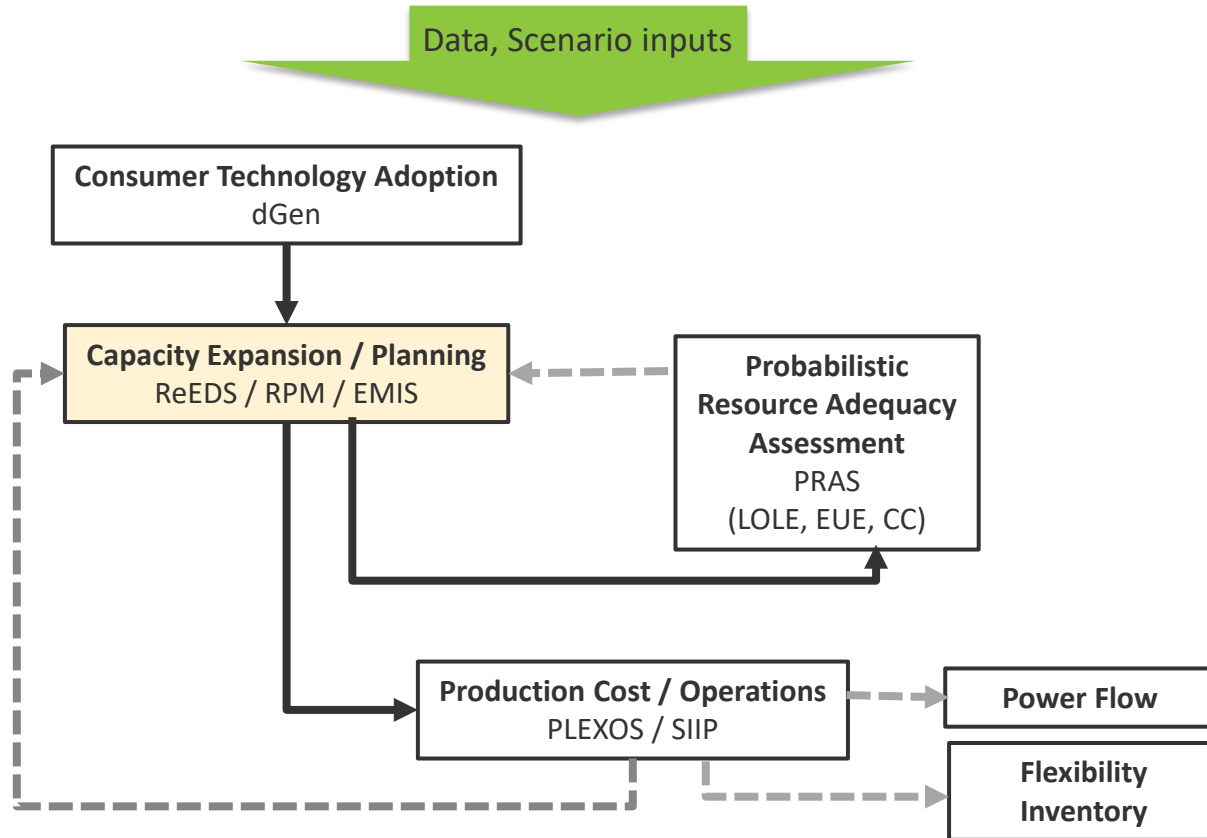 Data, Scenario inputs
Consumer Technology Adoption
dGen
Capacity Expansion / Planning
ReEDS / RPM / EMIS
Probabilistic
Resource Adequacy
Assessment
PRAS
(LOLE, EUE, CC)
Production Cost / Operations
PLEXOS / SIIP
Power Flow
Flexibility
Inventory